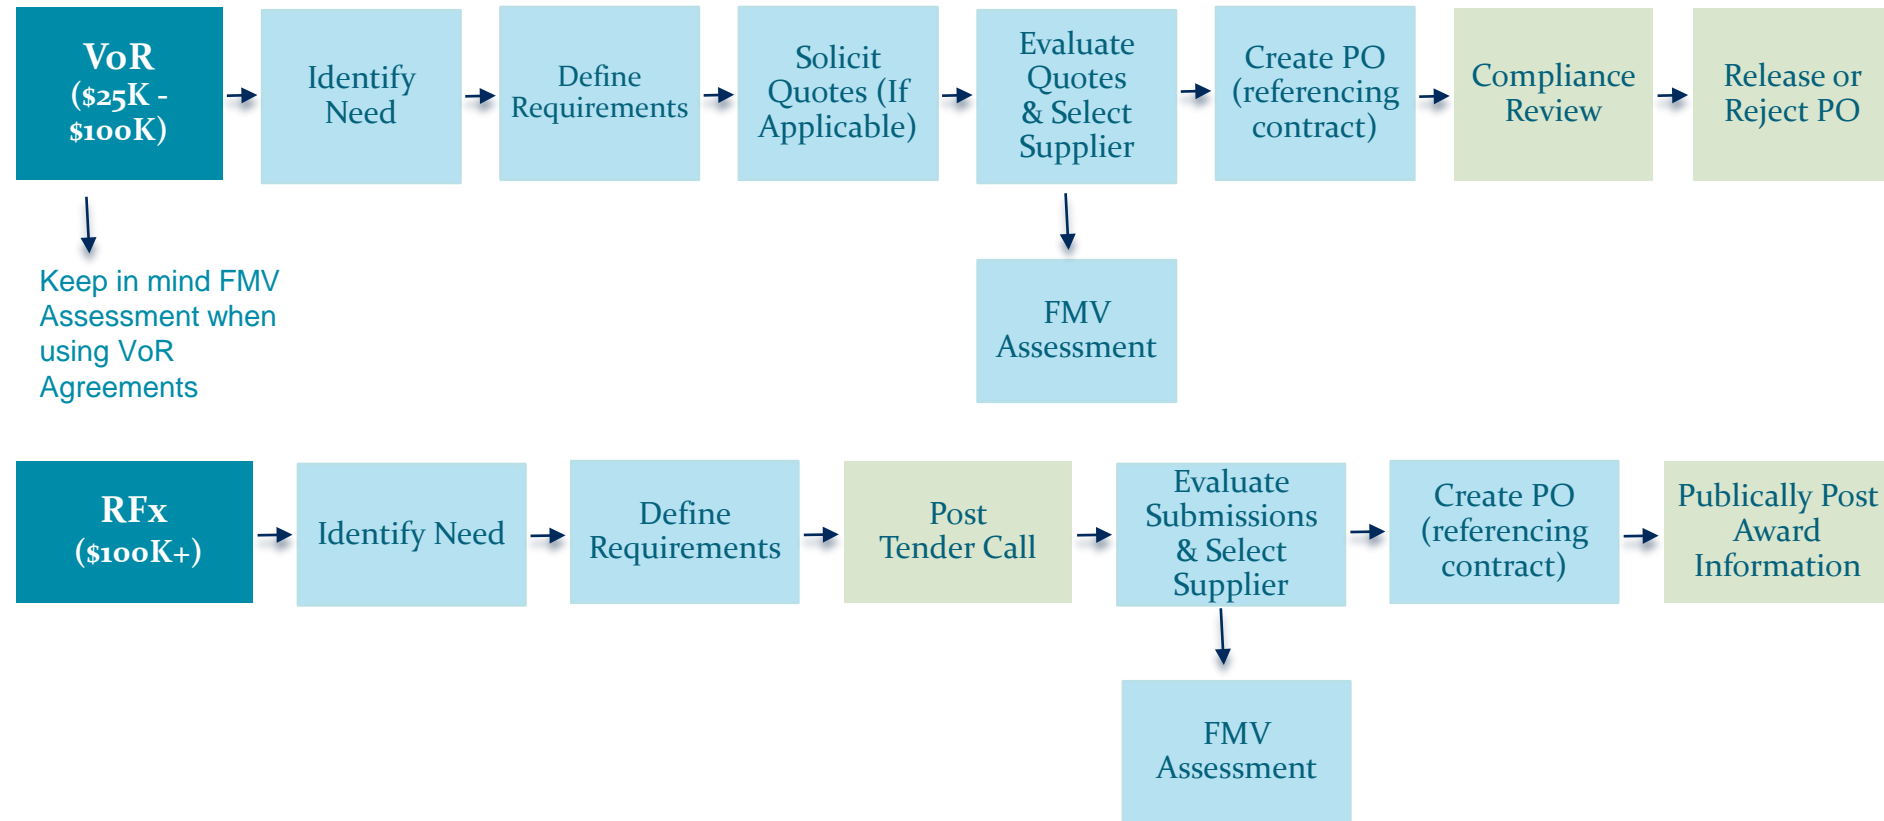 VoR
($25K -
$100K)
Identify
Need
Define
Requirements
Solicit
Quotes (If
Applicable)
Evaluate
Quotes
& Select
Supplier
Create PO
(referencing
contract)
Compliance
Review
Release or
Reject PO
Keep in mind FMV
Assessment when
using VoR
Agreements
FMV
Assessment
RFx
($100K+)
Identify Need
Define
Requirements
Post
Tender Call
Evaluate
Submissions
& Select
Supplier
Create PO
(referencing
contract)
Publically Post
Award
Information
FMV
Assessment